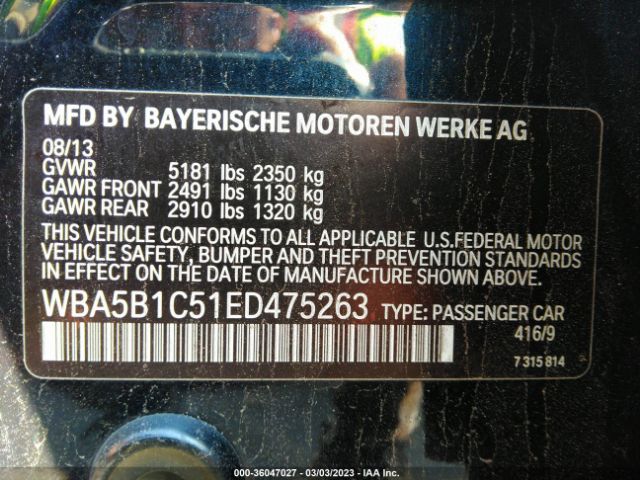 MFD BY BAYERISCHE MOTOREN WERKE AG
08/13
GVWR 5181 lbs 2350 kg
GAWR FRONT 2491 lbs 1130 kg
GAWR REAR 2910 lbs 1320 kg
THIS VEHICLE CONFORMS TO ALL APPLICABLE U.S.FEDERAL MOTOR
VEHICLE SAFETY, BUMPER AND THEFT PREVENTION STANDARDS
IN EFFECT ON THE DATE OF MANUFACTURE SHOWN ABOVE.
WBA5B1C51ED475263 TYPE: PASSENGER CAR
416/9
7 315 814
000-36047027 - 03/03/2023 - IAA Inc.